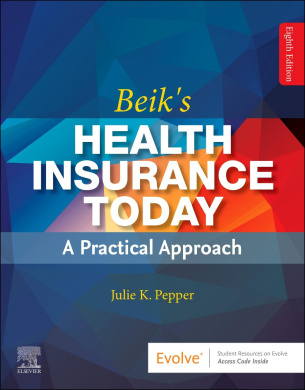 Eighth Edition
Beik's
HEALTH
INSURANCE
TODAY
A Practical Approach
Julie K. Pepper
ELSEVIER
Evolve®
Student Resources on Evolve
Access Code Inside